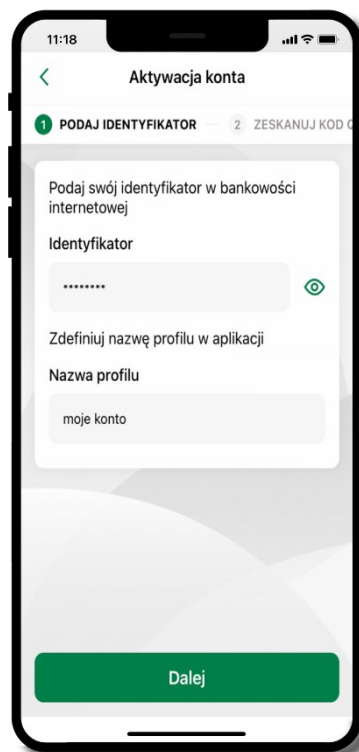 11:18
Aktywacja konta
1 PODAJ IDENTYFIKATOR 2 ZESKANUJ KOD
Podaj swój identyfikator w bankowości
internetowej
Identyfikator
••••••••
Zdefiniuj nazwę profilu w aplikacji
Nazwa profilu
moje konto
Dalej